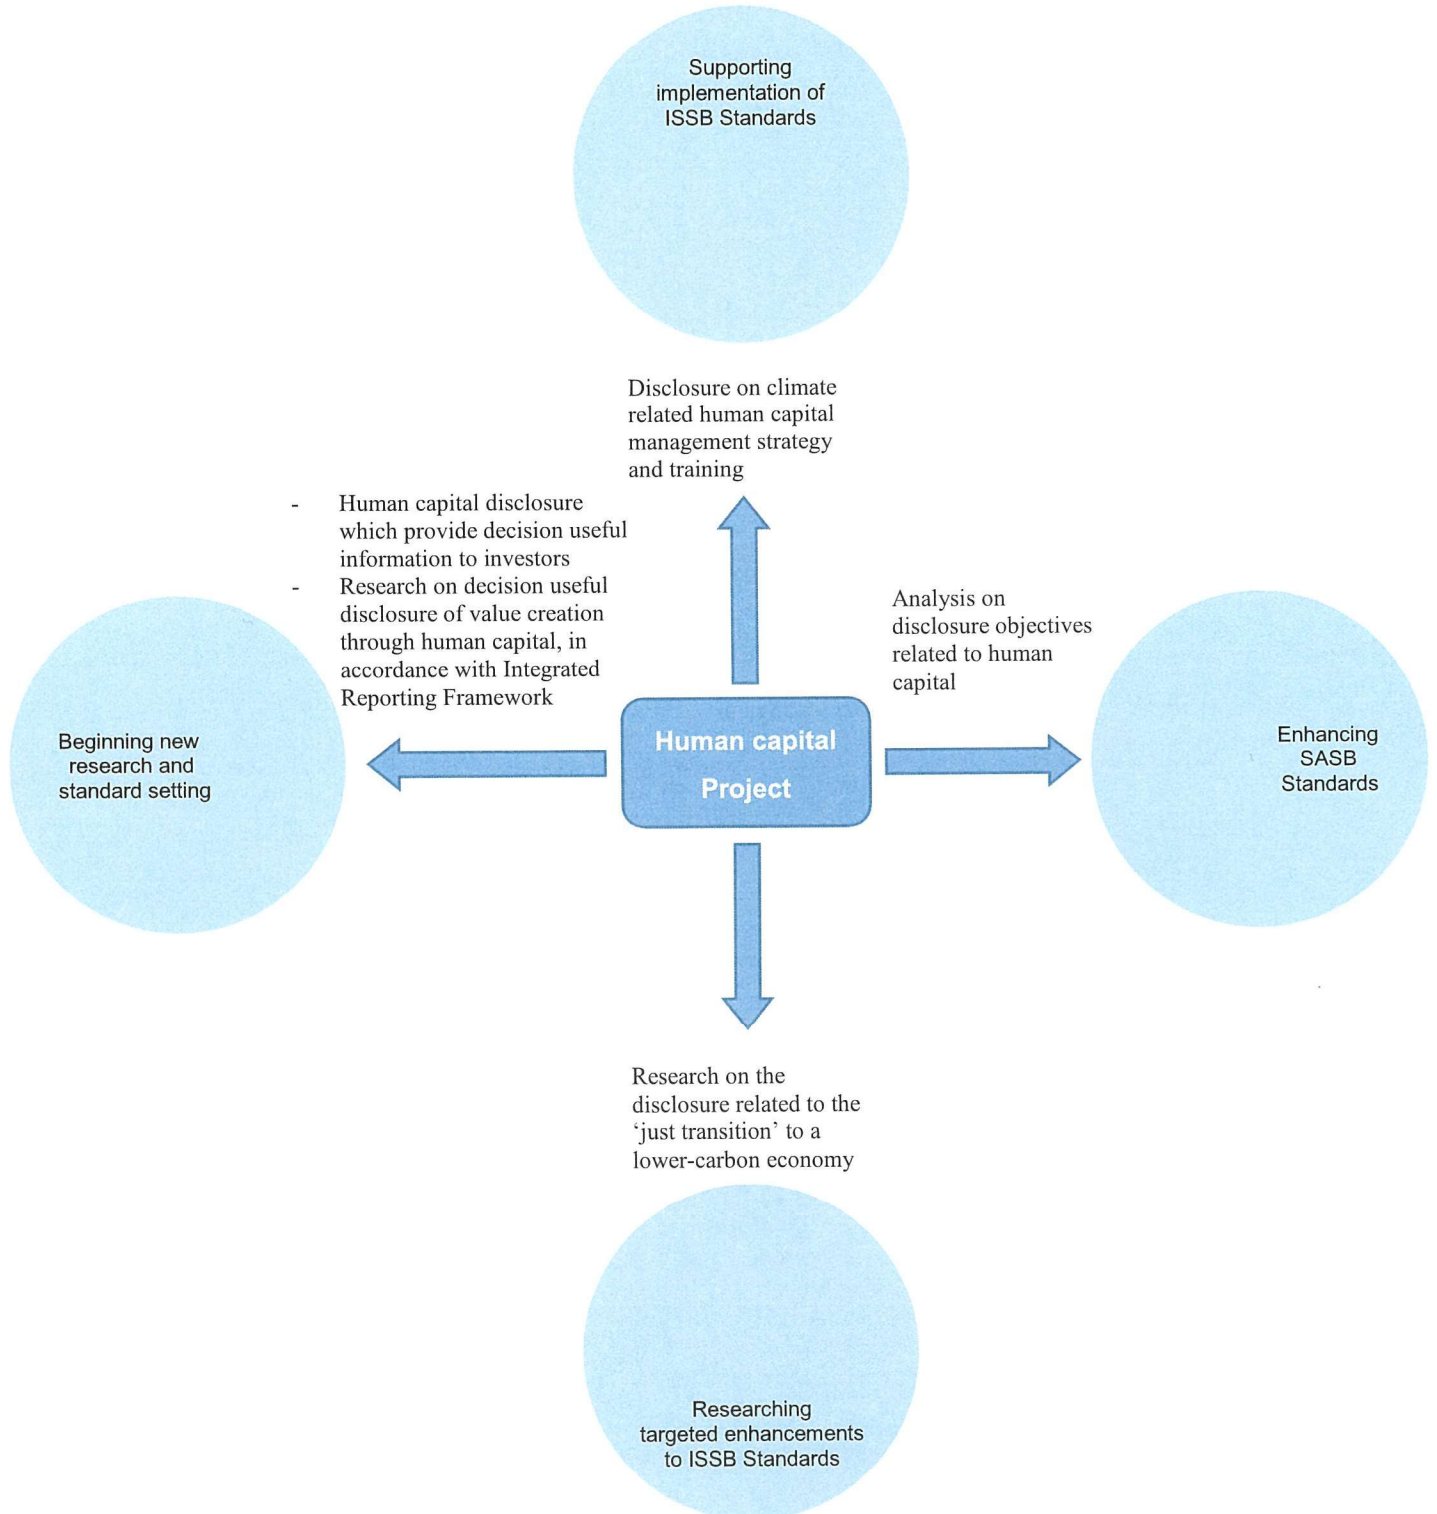 Supporting
implementation of
ISSB Standards
Disclosure on climate
related human capital
management strategy
and training
- Human capital disclosure
which provide decision useful
information to investors
- Research on decision useful
disclosure of value creation
through human capital, in
accordance with Integrated
Reporting Framework
Analysis on
disclosure objectives
related to human
capital
Beginning new
research and
standard setting
Human capital
Project
Enhancing
SASB
Standards
Research on the
disclosure related to the
‘just transition’ to a
lower-carbon economy
Researching
targeted enhancements
to ISSB Standards